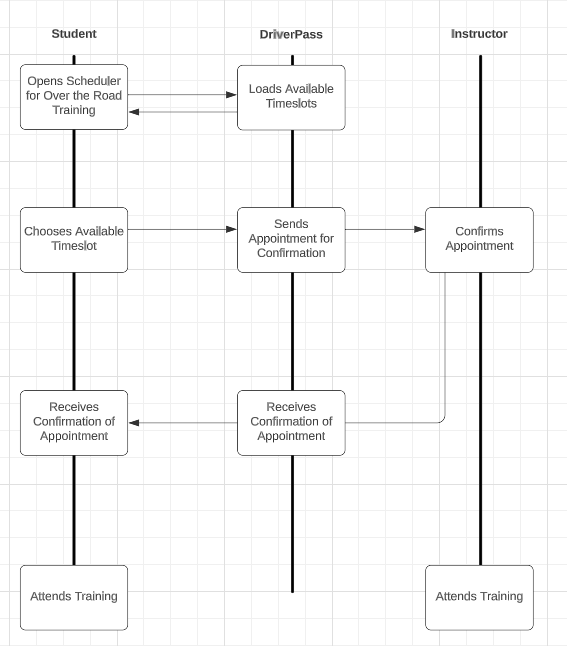 Student
DriverPass
Instructor
Opens Scheduler
for Over the Road
Training
Loads Available
Timeslots
Chooses Available
Timeslot
Sends
Appointment for
Confirmation
Confirms
Appointment
Receives
Confirmation of
Appointment
Receives
Confirmation of
Appointment
Attends Training
Attends Training